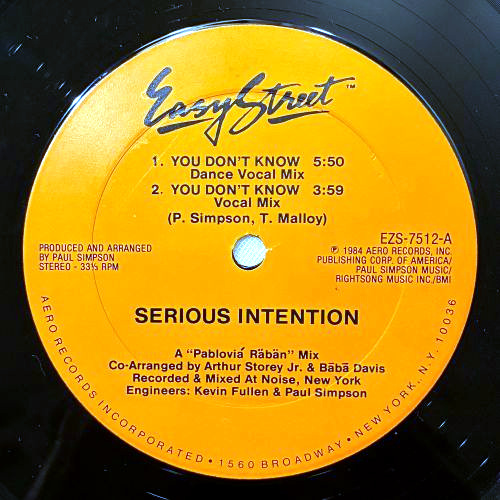 Easy Street™
1. YOU DON'T KNOW 5:50
Dance Vocal Mix
2. YOU DON'T KNOW 3:59
Vocal Mix
(P. Simpson, T. Malloy)
PRODUCED AND ARRANGED
BY PAUL SIMPSON
STEREO - 33⅓ RPM
EZS-7512-A
℗ 1984 AERO RECORDS, INC.
PUBLISHING CORP. OF AMERICA/
PAUL SIMPSON MUSIC/
RIGHTSONG MUSIC INC./BMI
SERIOUS INTENTION
A "Pabloviá Räbän" Mix
Co-Arranged by Arthur Storey Jr. & Bäbä Davis
Recorded & Mixed At Noise, New York
Engineers: Kevin Fullen & Paul Simpson
AERO RECORDS INCORPORATED • 1560 BROADWAY • NEW YORK, N.Y. 10036